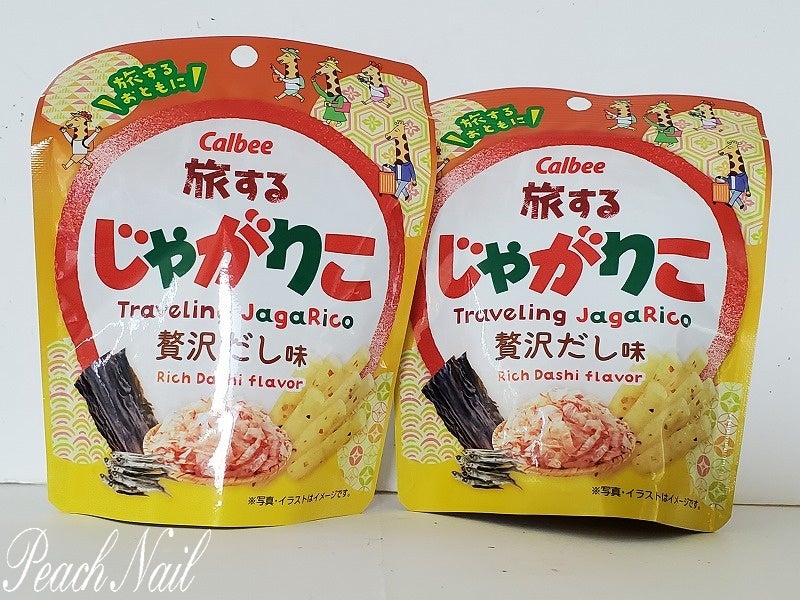 旅する
おともに
Calbee
旅する
じゃがりこ
Traveling JagaRico
贅沢だし味
Rich Dashi flavor
※写真・イラストはイメージです。
旅する
おともに
Calbee
旅する
じゃがりこ
Traveling JagaRico
贅沢だし味
Rich Dashi flavor
※写真・イラストはイメージです。
Peach Nail